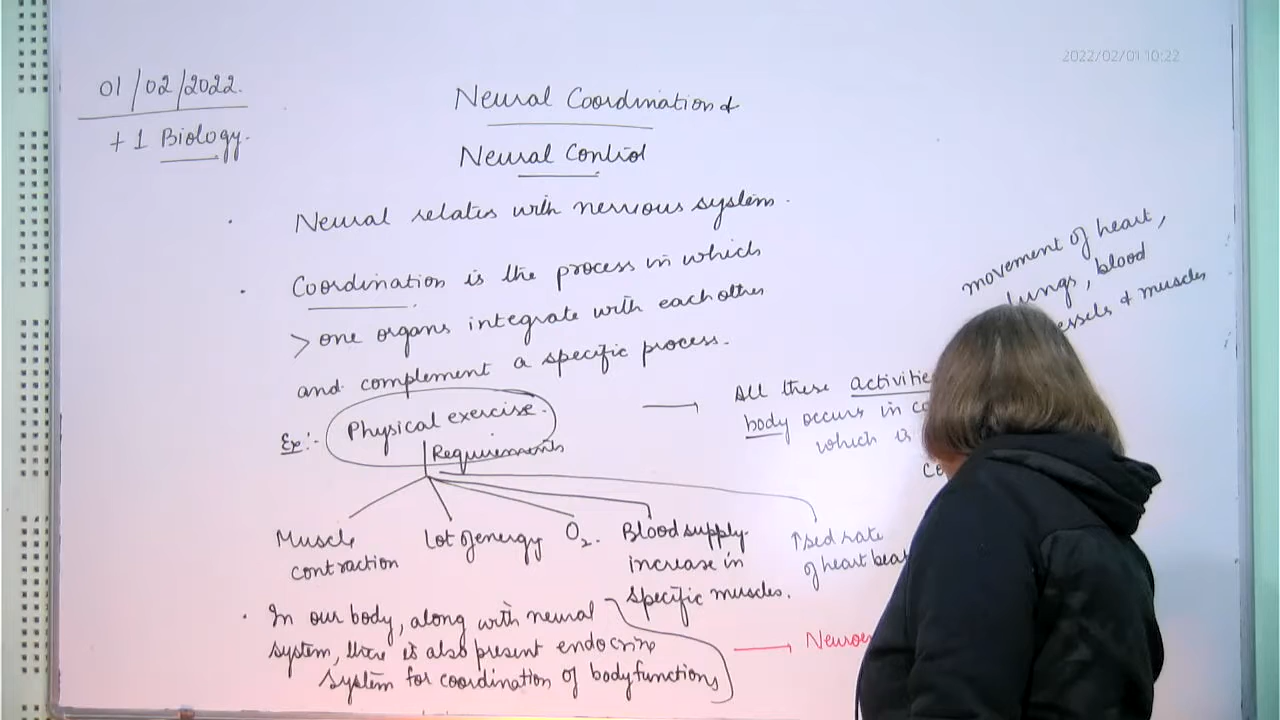 2022/02/01 10:22
01/02/2022.
+1 Biology.
Neural Coordination &
Neural Control
. Neural relates with nervous system.
. Coordination is the process in which
> one organs integrate with each other
and complement a specific process.
Ex:- Physical exercise.
Requirements
Muscle
contraction
Lot of energy
O2.
Blood supply
increase in
specific muscles.
↑sed rate
of heart beat
→ All these
body occurs in
which is
movement of heart,
lungs, blood
& muscles
. In our body, along with neural
system, there is also present endocrine
system for coordination of body functions
→